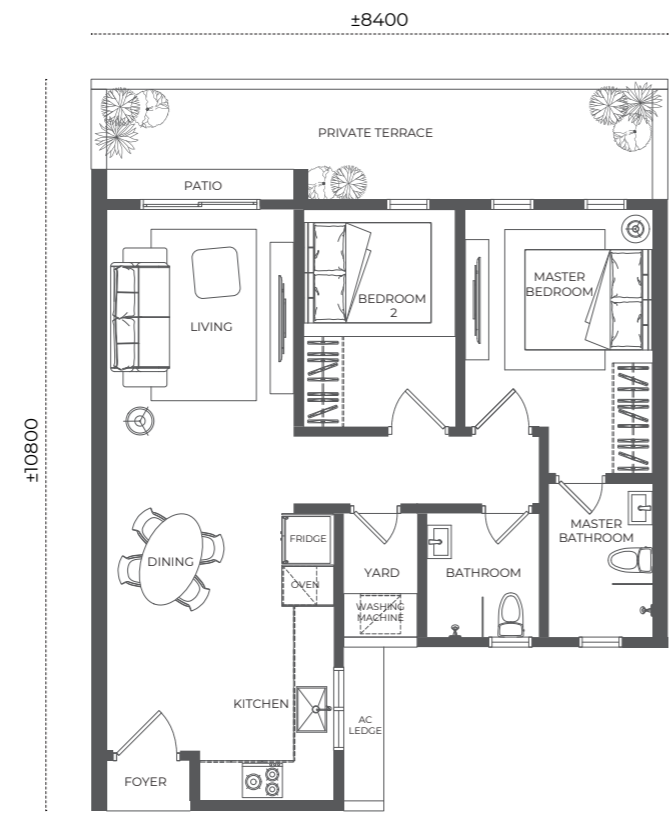 ±8400
PRIVATE TERRACE
PATIO
MASTER
BEDROOM
BEDROOM
2
LIVING
±10800
MASTER
BATHROOM
FRIDGE
DINING
YARD
BATHROOM
OVEN
WASHING
MACHINE
KITCHEN
AC
LEDGE
FOYER